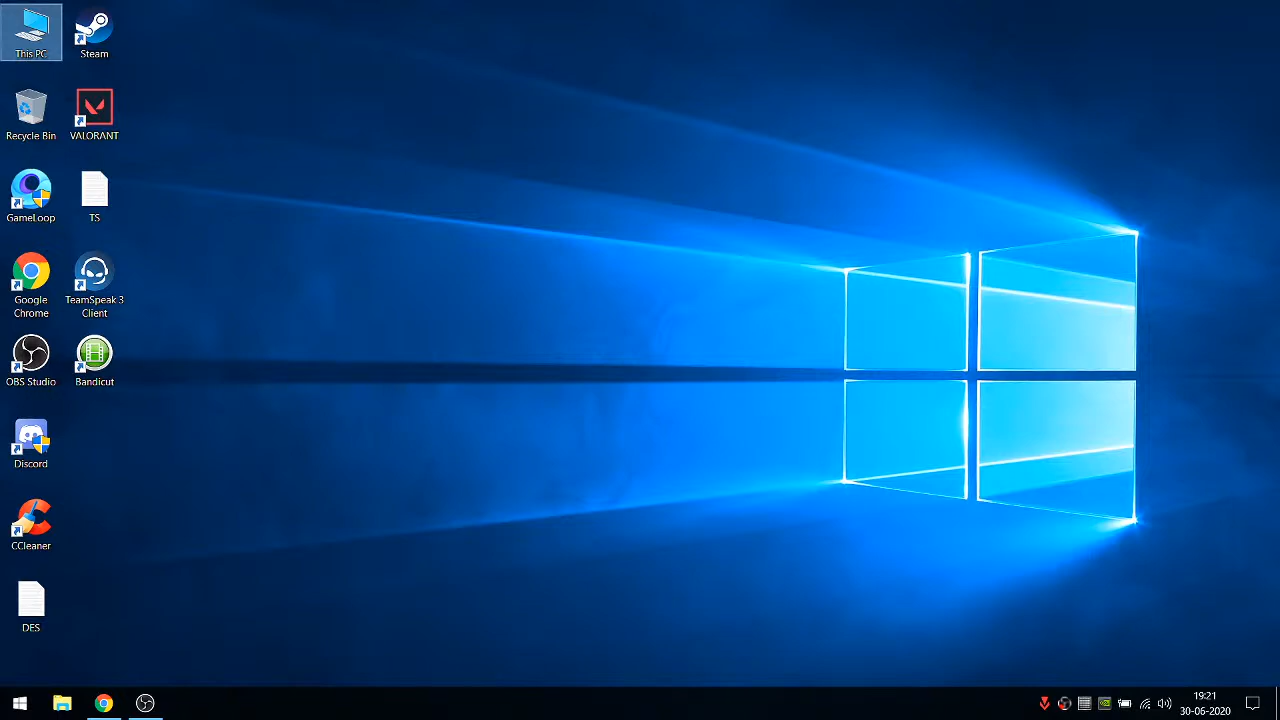 This PC
Steam
Recycle Bin
VALORANT
GameLoop
TS
Google
Chrome
TeamSpeak 3
Client
OBS Studio
Bandicut
Discord
CCleaner
DES
19:21
30-06-2020